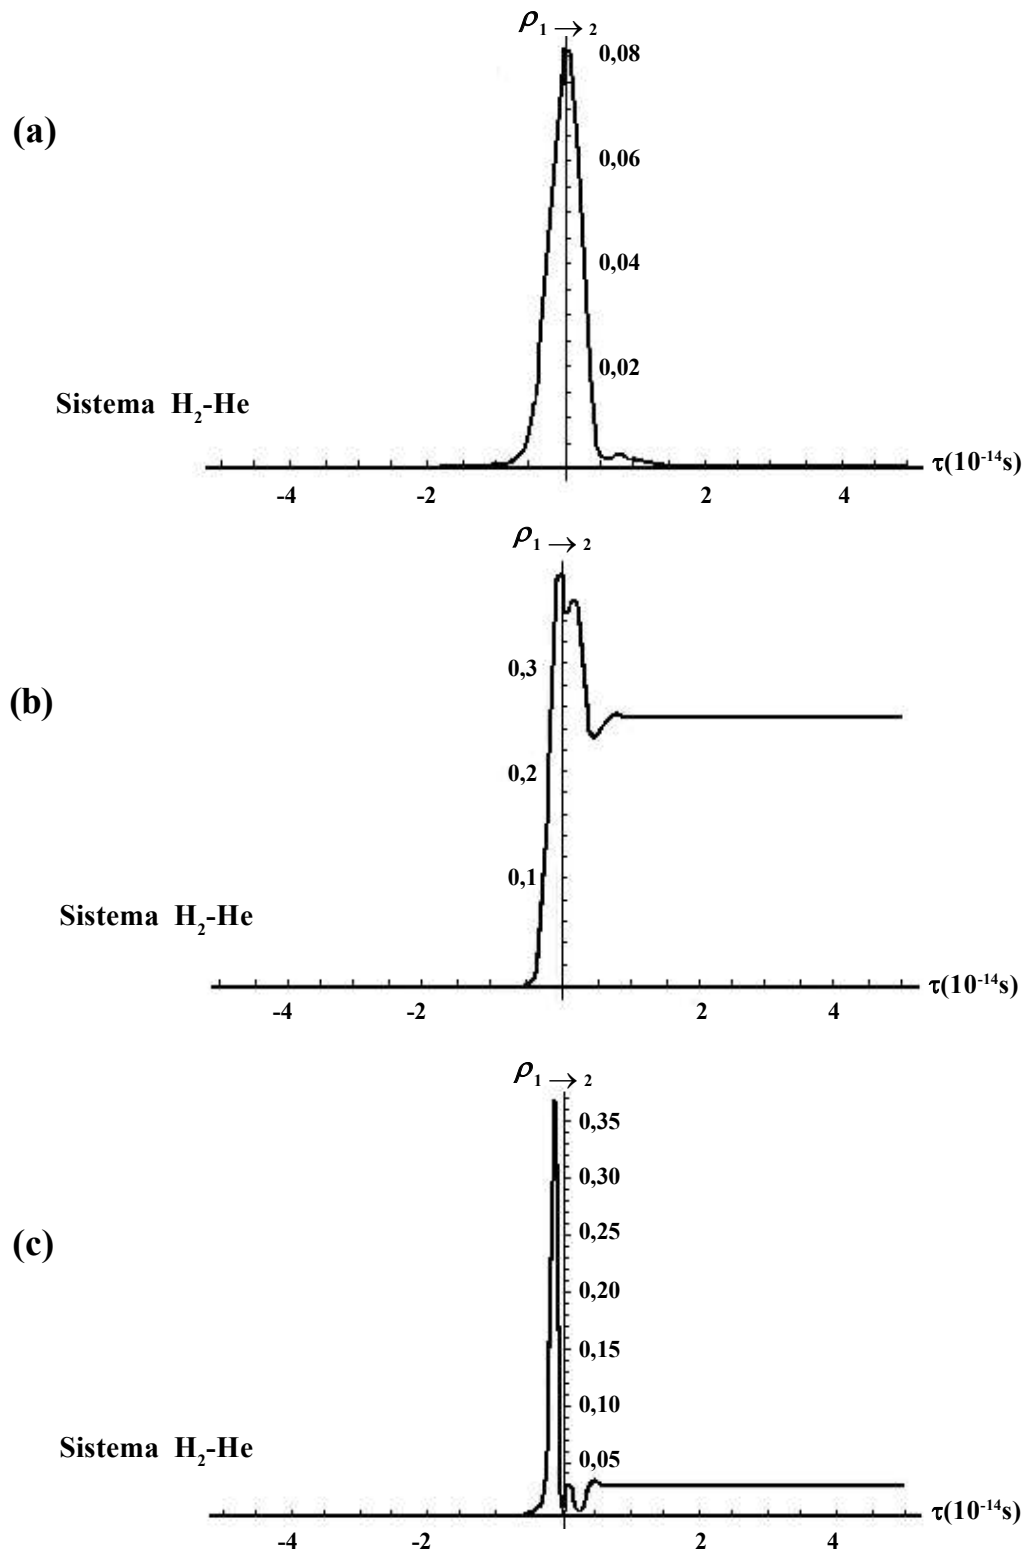 ρ₁ → ₂
0,08
(a)
0,06
0,04
0,02
Sistema H₂-He
τ(10⁻¹⁴s)
-4 -2 2 4
ρ₁ → ₂
0,3
(b)
0,2
0,1
Sistema H₂-He
τ(10⁻¹⁴s)
-4 -2 2 4
ρ₁ → ₂
0,35
0,30
(c)
0,25
0,20
0,15
0,10
Sistema H₂-He
0,05
τ(10⁻¹⁴s)
-4 -2 2 4